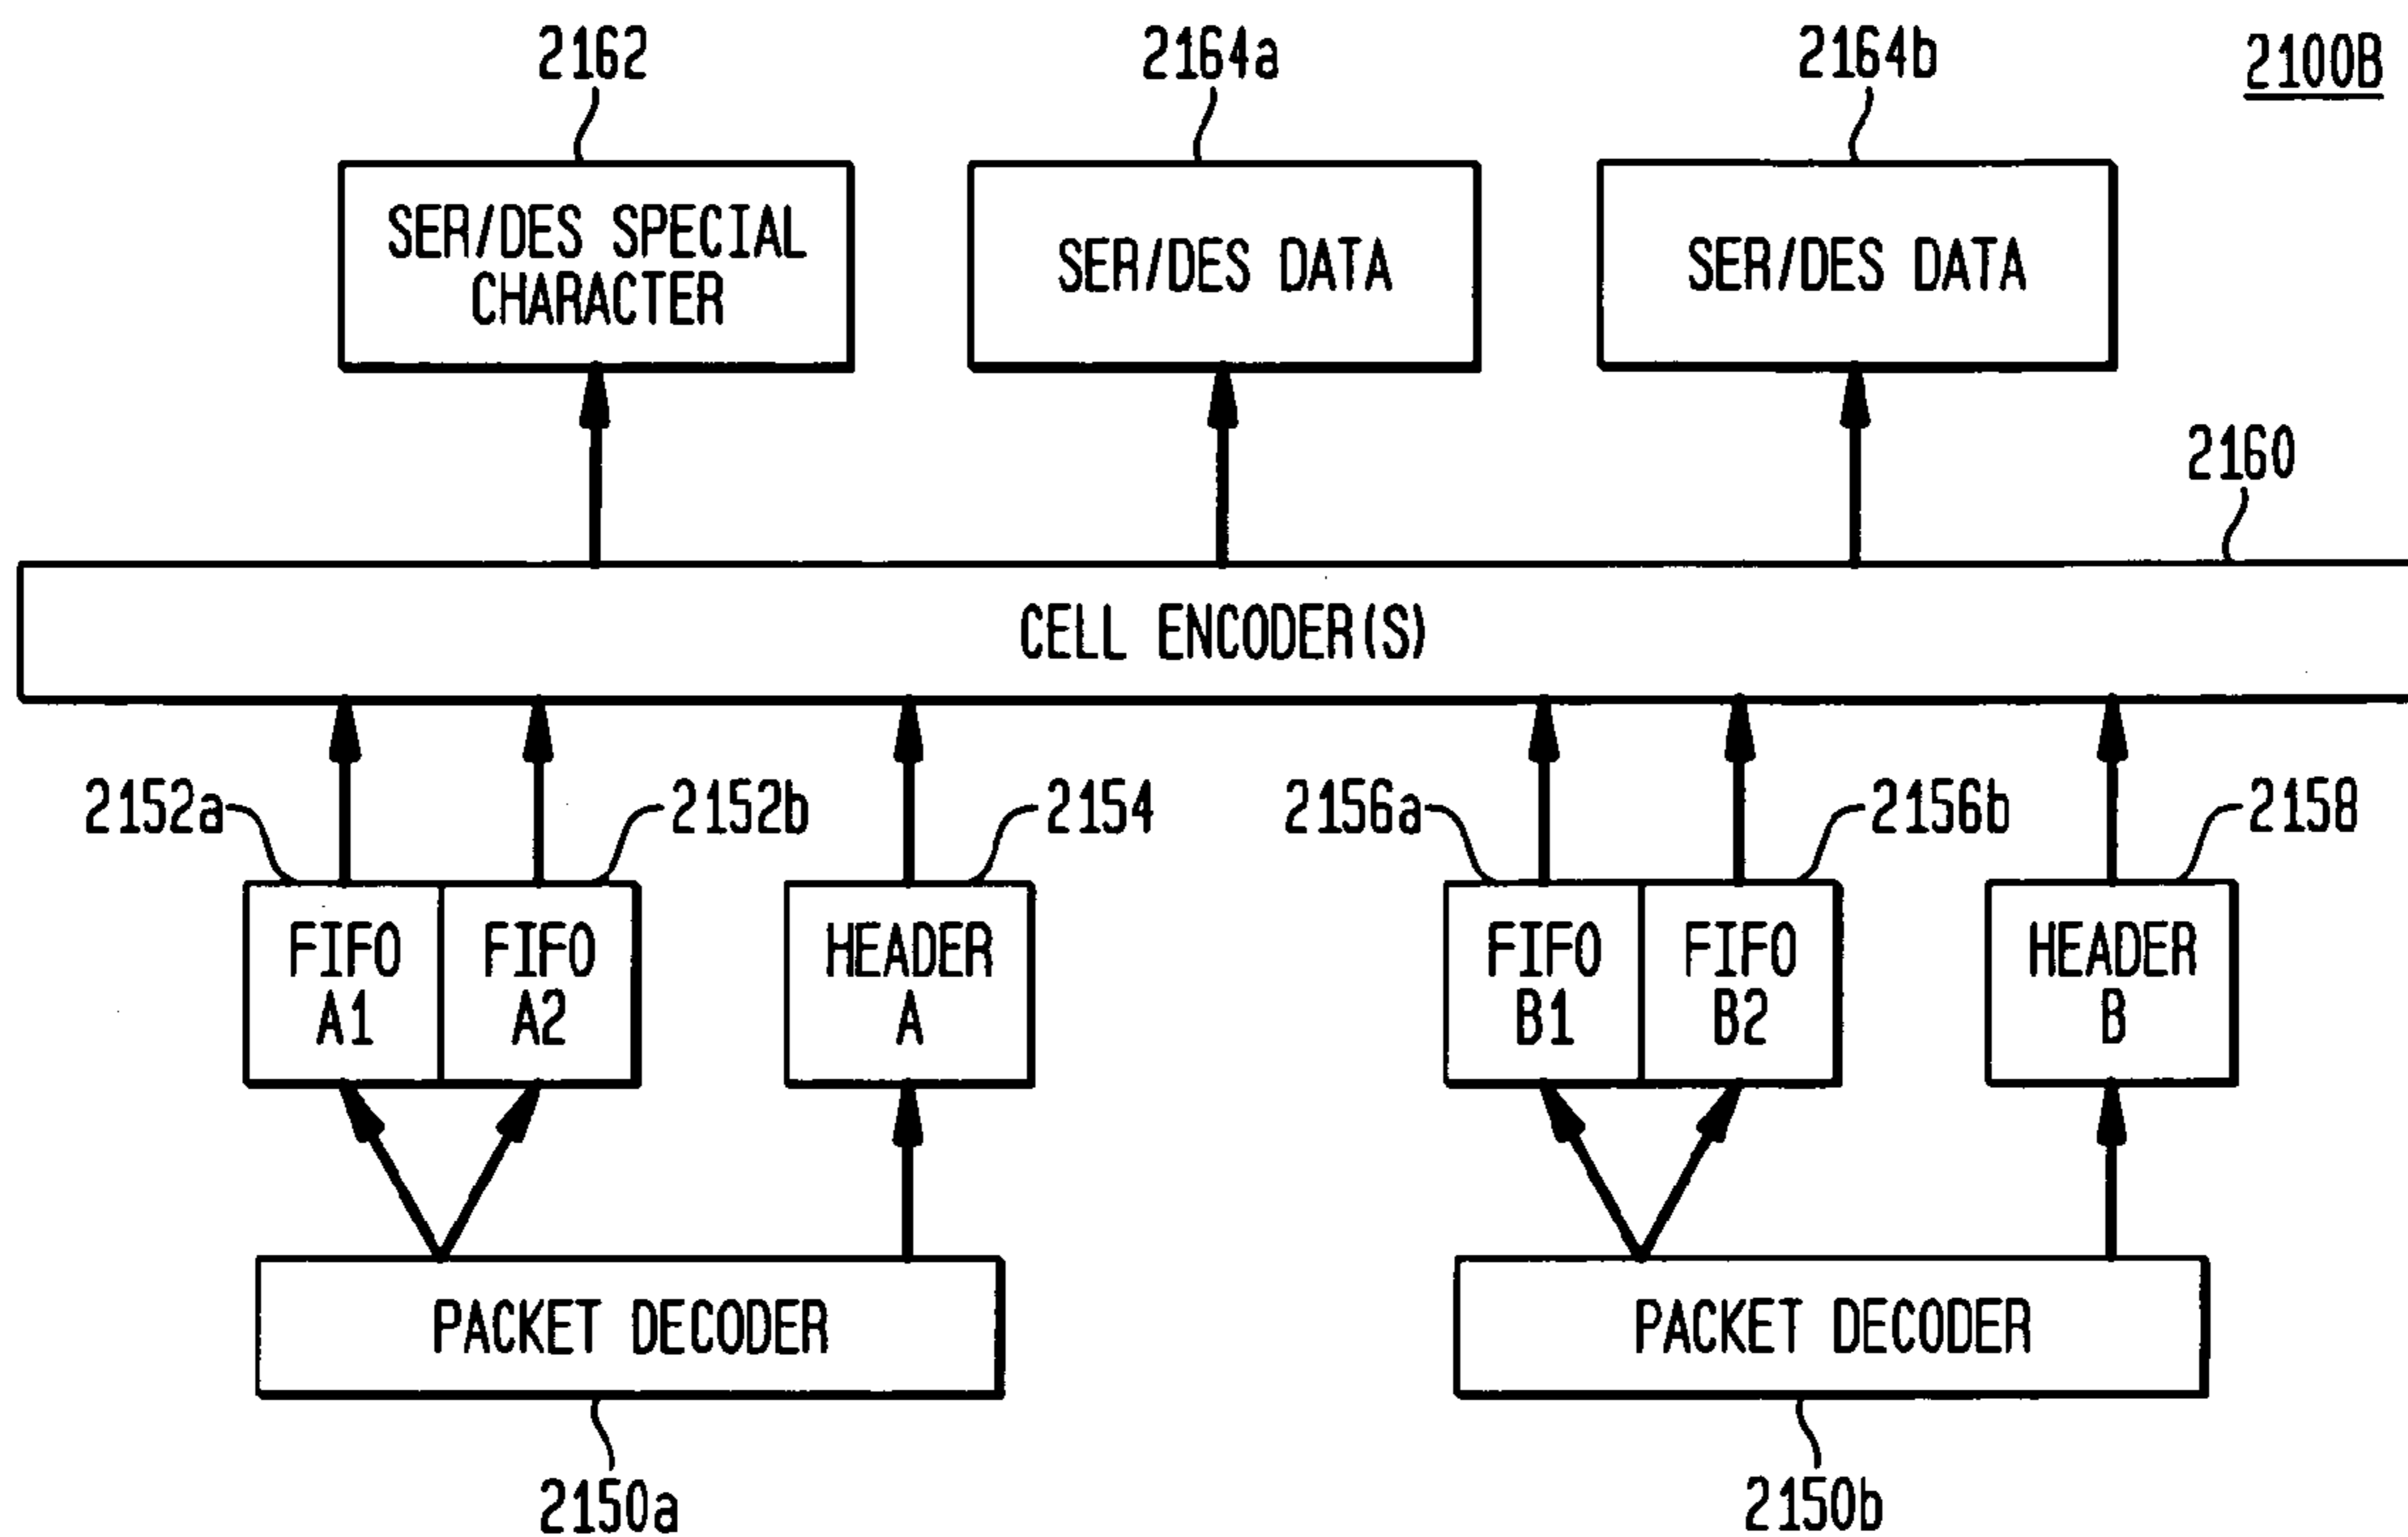 2162
2164a
2164b
2100B
SER/DES SPECIAL
CHARACTER
SER/DES DATA
SER/DES DATA
2160
CELL ENCODER(S)
2152a
2152b
2154
2156a
2156b
2158
FIFO
A1
FIFO
A2
HEADER
A
FIFO
B1
FIFO
B2
HEADER
B
PACKET DECODER
PACKET DECODER
2150a
2150b